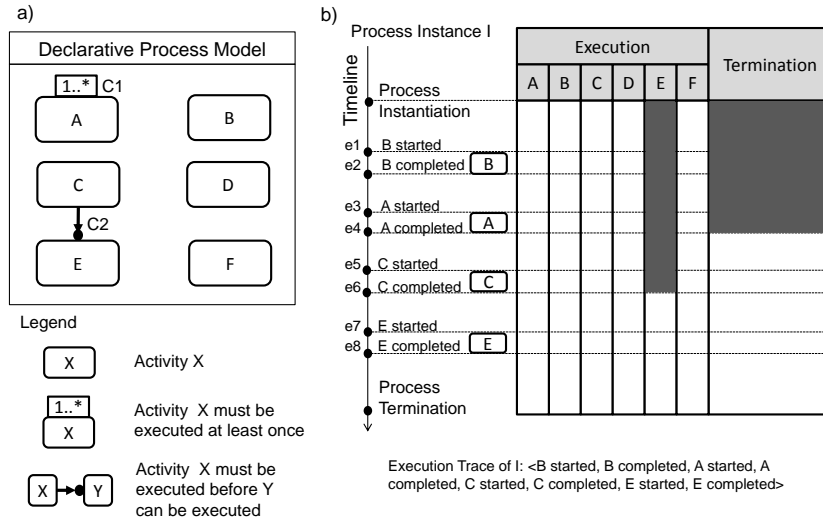 a)
Declarative Process Model
1..* C1
A
B
C
D
C2
E
F
Legend
X Activity X
1..*
X
Activity X must be
executed at least once
X Y
Activity X must be
executed before Y
can be executed
b)
Process Instance I
Timeline
Execution
Termination
A B C D E F
Process
Instantiation
e1 B started
e2 B completed B
e3 A started
e4 A completed A
e5 C started
e6 C completed C
e7 E started
e8 E completed E
Process
Termination
Execution Trace of I: <B started, B completed, A started, A
completed, C started, C completed, E started, E completed>